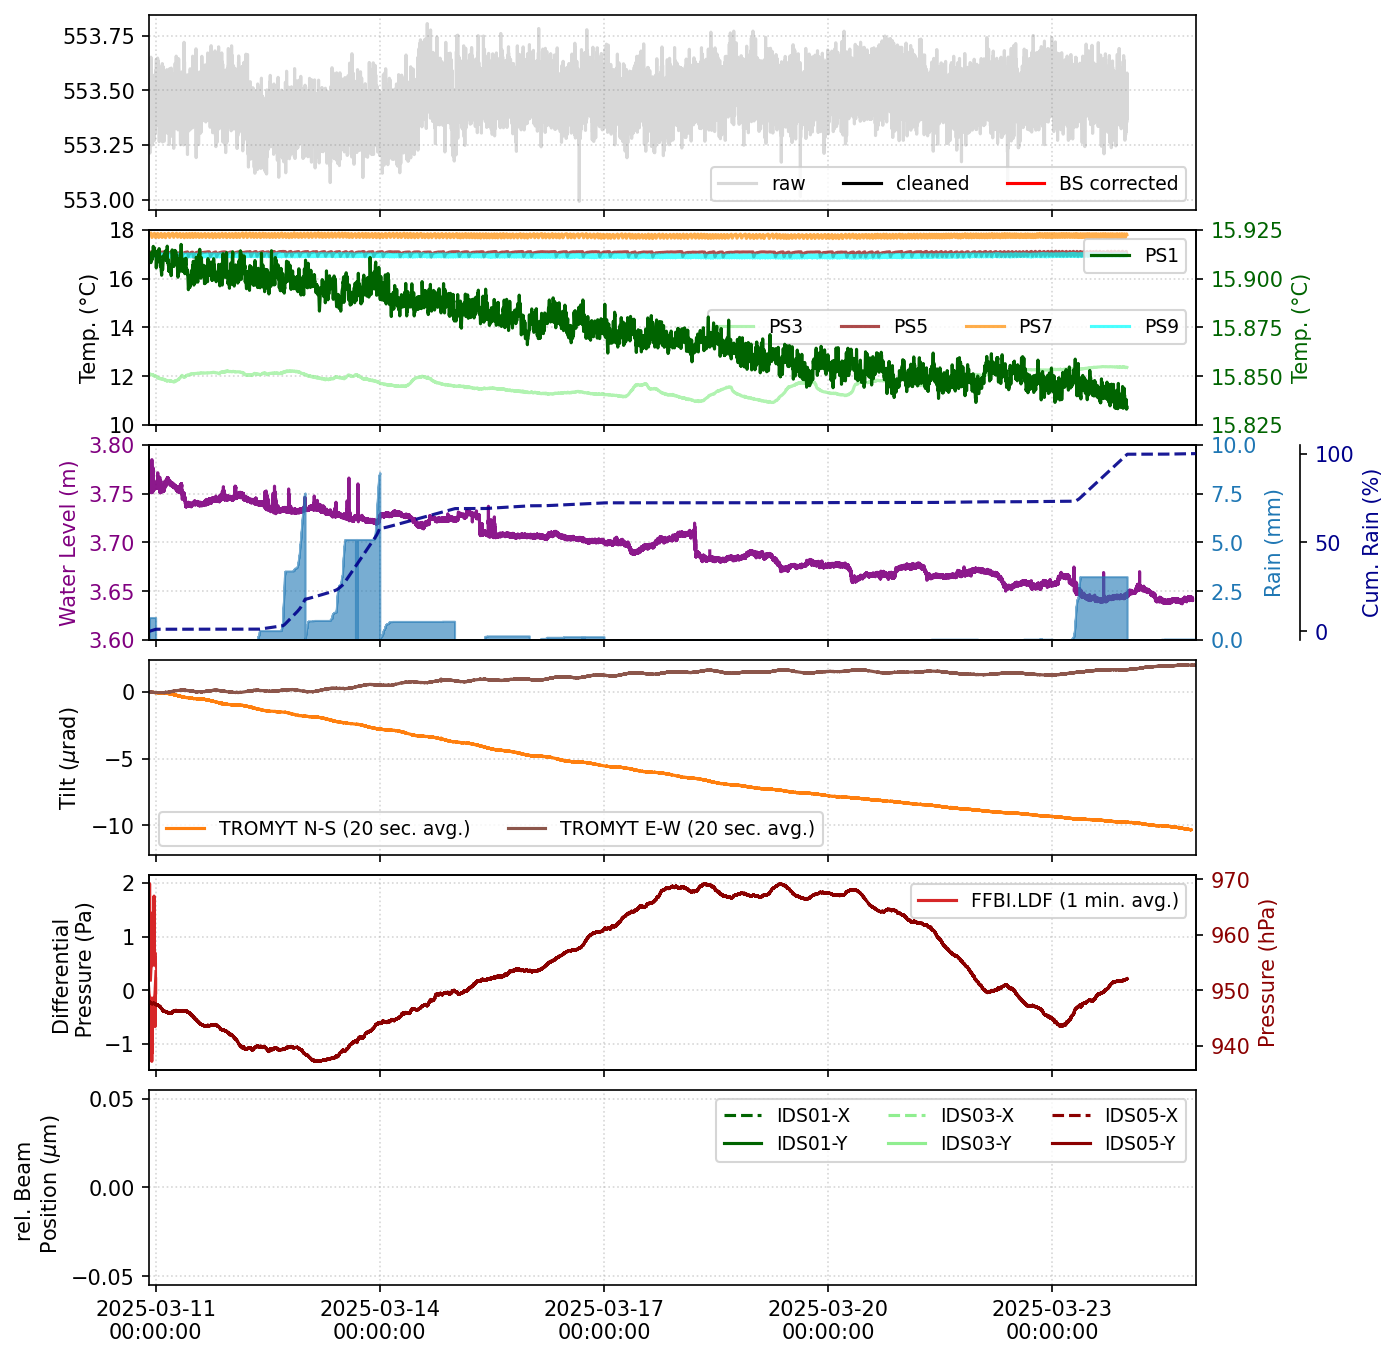 553.75
553.50
553.25
553.00
raw cleaned BS corrected
18
16
14
12
10
Temp. (°C)
PS1
PS3 PS5 PS7 PS9
15.925
15.900
15.875
15.850
15.825
Temp. (°C)
3.80
3.75
3.70
3.65
3.60
Water Level (m)
10.0
7.5
5.0
2.5
0.0
Rain (mm)
100
50
0
Cum. Rain (%)
0
−5
−10
Tilt (μrad)
TROMYT N-S (20 sec. avg.) TROMYT E-W (20 sec. avg.)
2
1
0
−1
Differential
Pressure (Pa)
FFBI.LDF (1 min. avg.)
970
960
950
940
Pressure (hPa)
0.05
0.00
−0.05
rel. Beam
Position (μm)
IDS01-X IDS03-X IDS05-X
IDS01-Y IDS03-Y IDS05-Y
2025-03-11 2025-03-14 2025-03-17 2025-03-20 2025-03-23
00:00:00 00:00:00 00:00:00 00:00:00 00:00:00